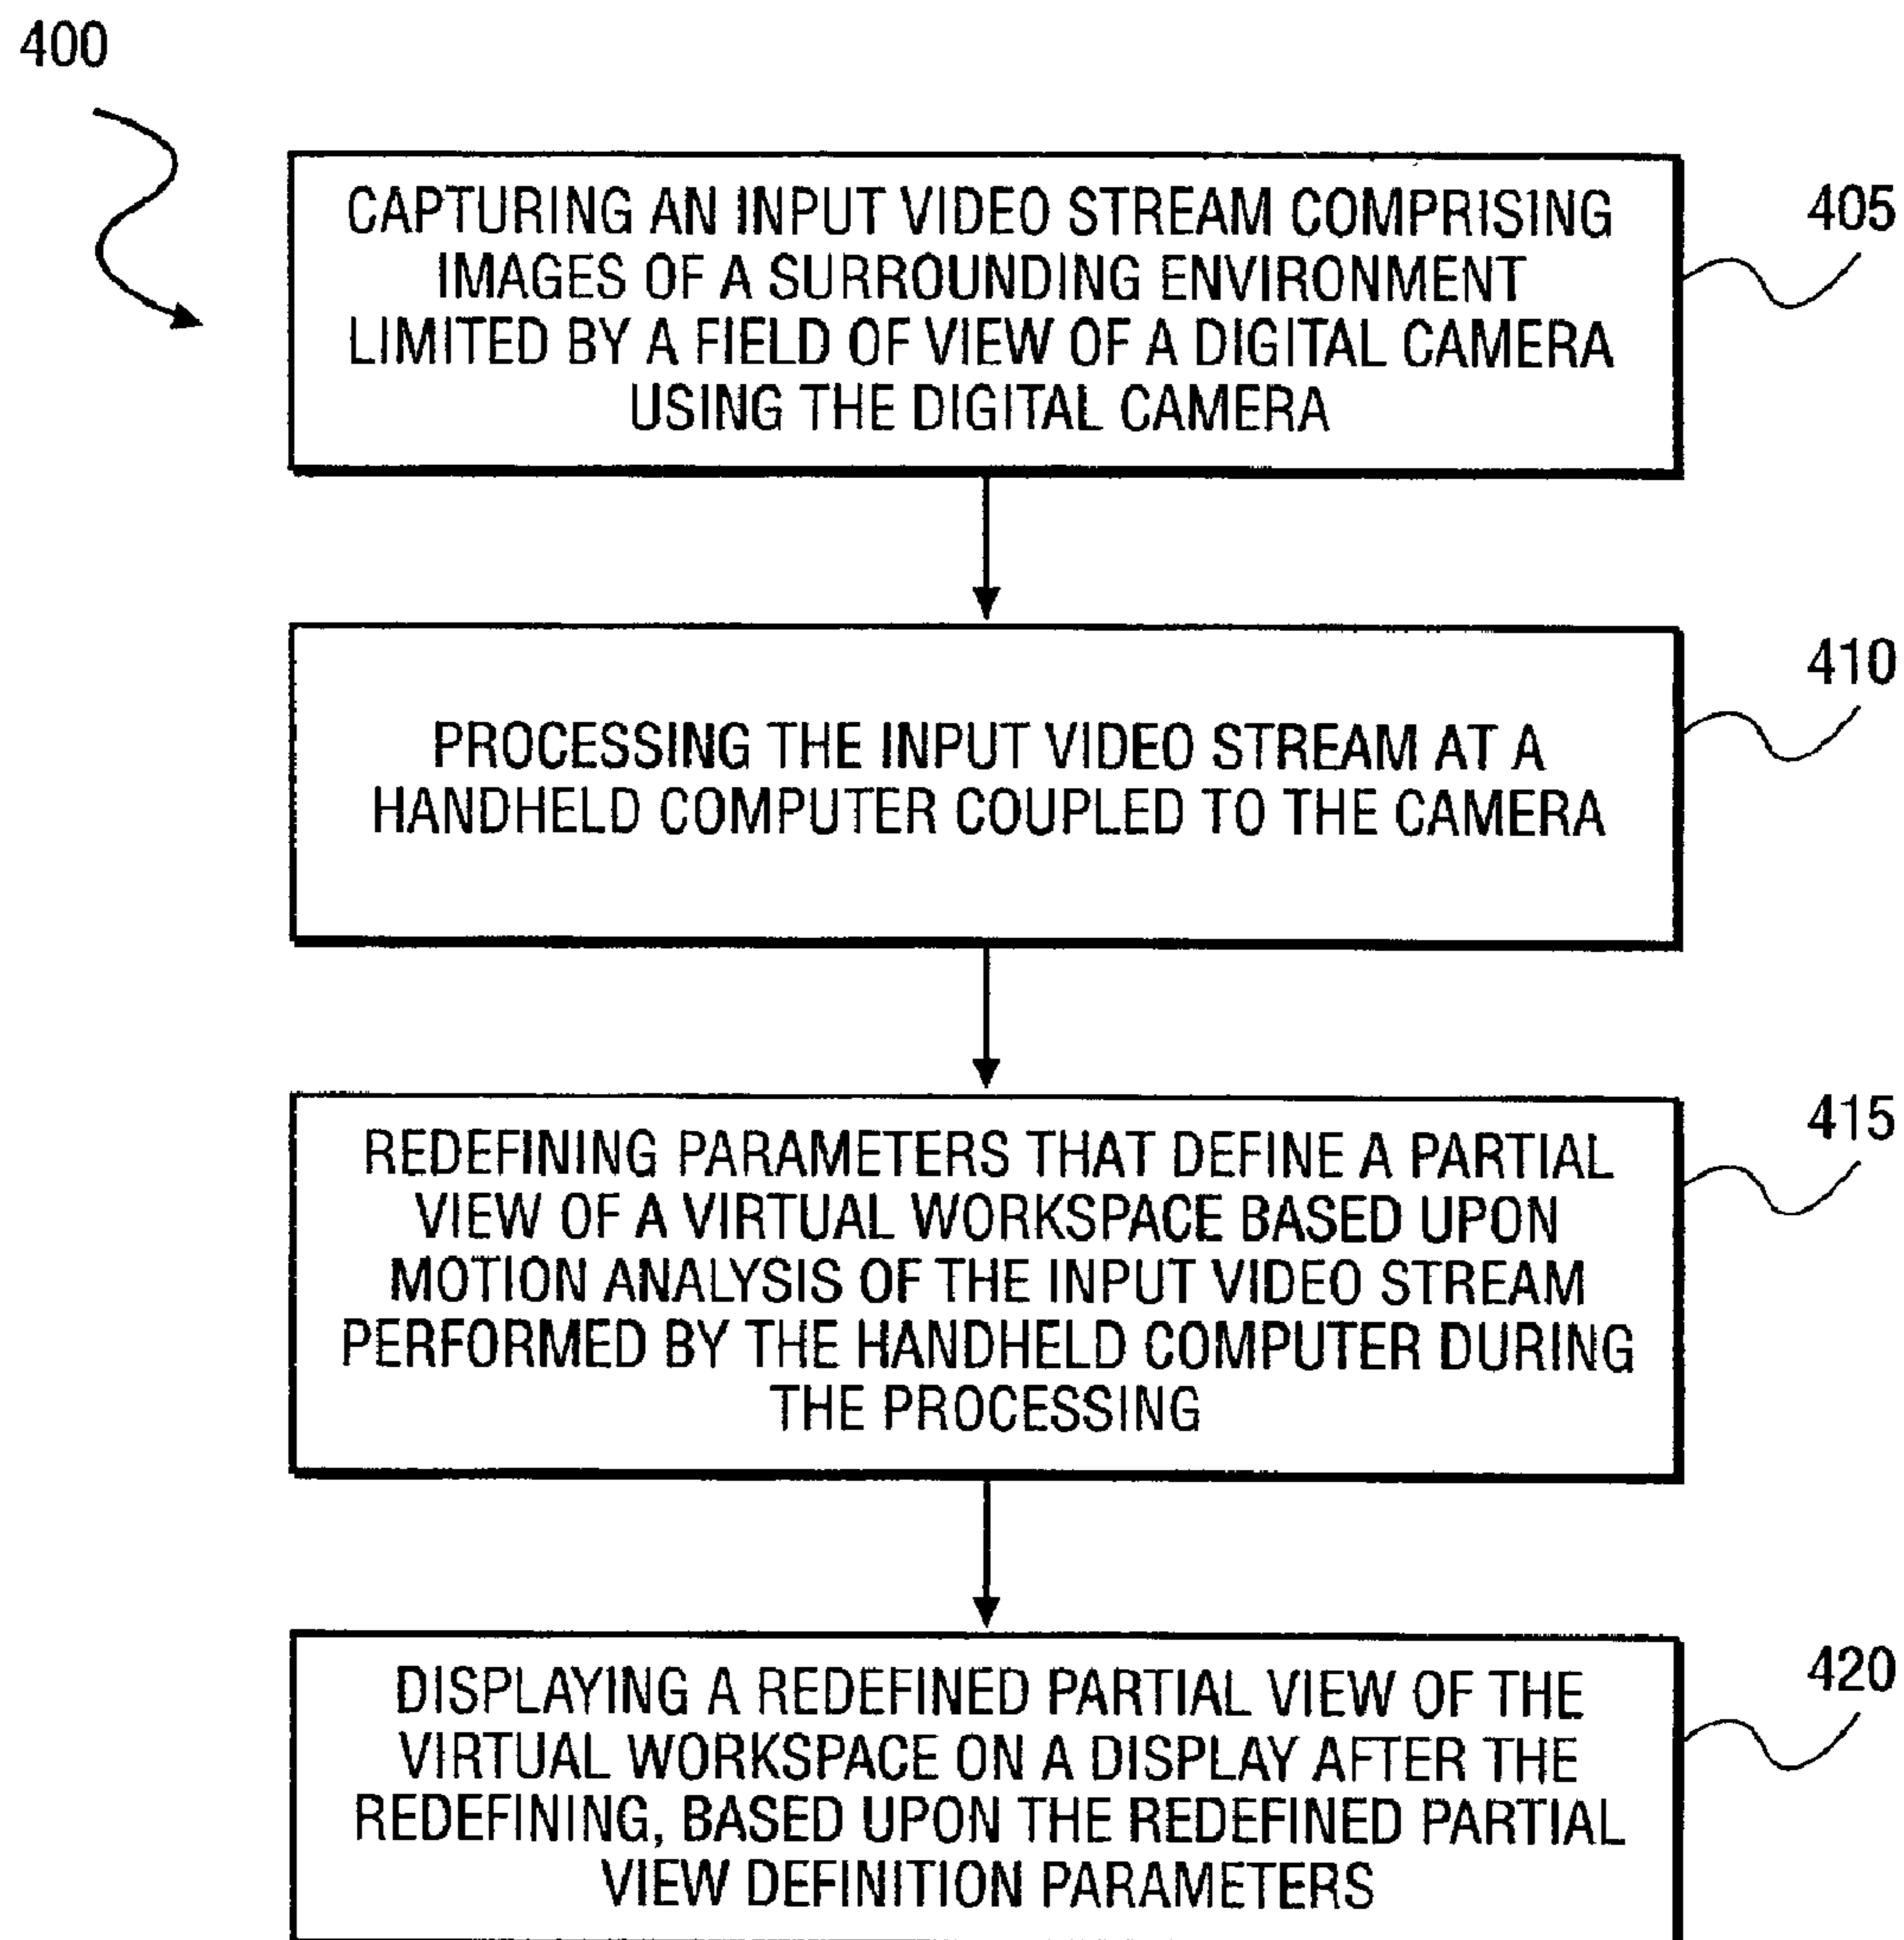 400
CAPTURING AN INPUT VIDEO STREAM COMPRISING
IMAGES OF A SURROUNDING ENVIRONMENT
LIMITED BY A FIELD OF VIEW OF A DIGITAL CAMERA
USING THE DIGITAL CAMERA
405
PROCESSING THE INPUT VIDEO STREAM AT A
HANDHELD COMPUTER COUPLED TO THE CAMERA
410
REDEFINING PARAMETERS THAT DEFINE A PARTIAL
VIEW OF A VIRTUAL WORKSPACE BASED UPON
MOTION ANALYSIS OF THE INPUT VIDEO STREAM
PERFORMED BY THE HANDHELD COMPUTER DURING
THE PROCESSING
415
DISPLAYING A REDEFINED PARTIAL VIEW OF THE
VIRTUAL WORKSPACE ON A DISPLAY AFTER THE
REDEFINING, BASED UPON THE REDEFINED PARTIAL
VIEW DEFINITION PARAMETERS
420